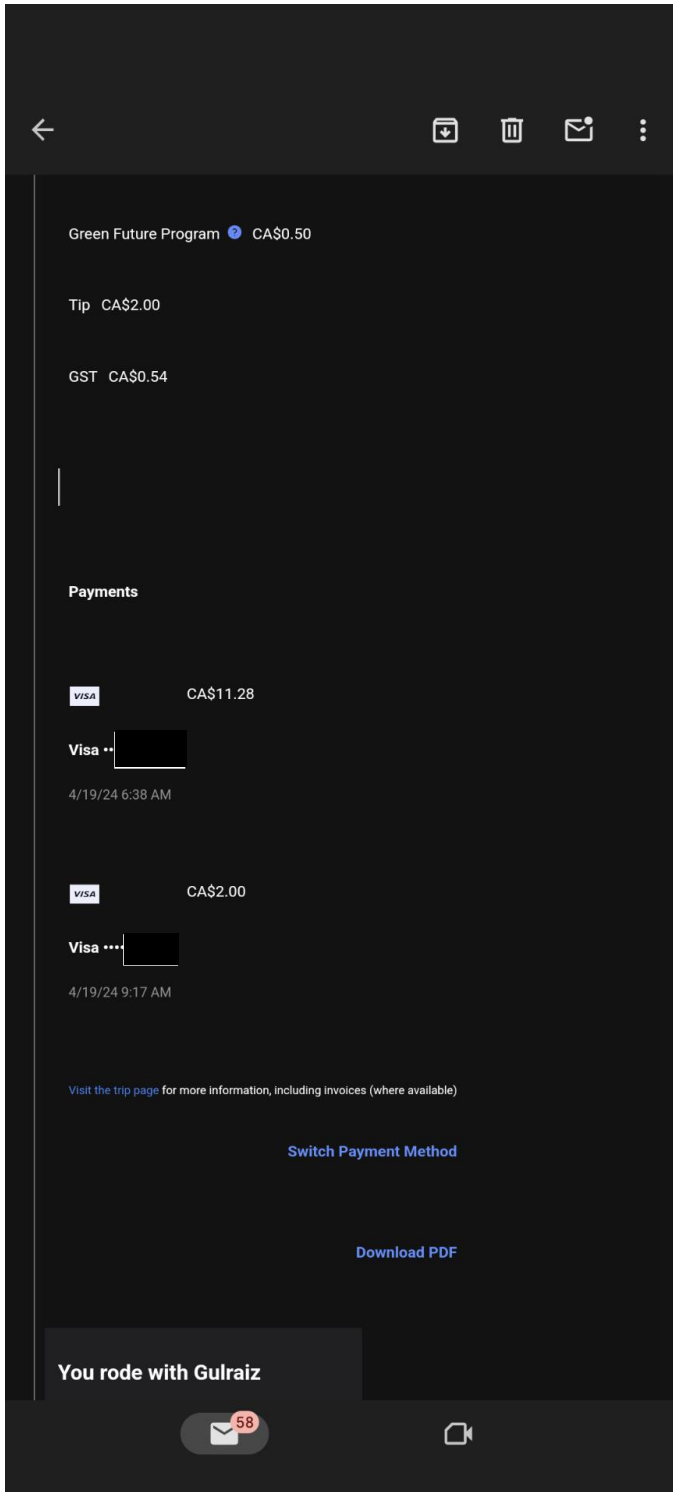 Green Future Program ? CA$0.50
Tip CA$2.00
GST CA$0.54
Payments
VISA CA$11.28
Visa ••
4/19/24 6:38 AM
VISA CA$2.00
Visa ••••
4/19/24 9:17 AM
Visit the trip page for more information, including invoices (where available)
Switch Payment Method
Download PDF
You rode with Gulraiz
58